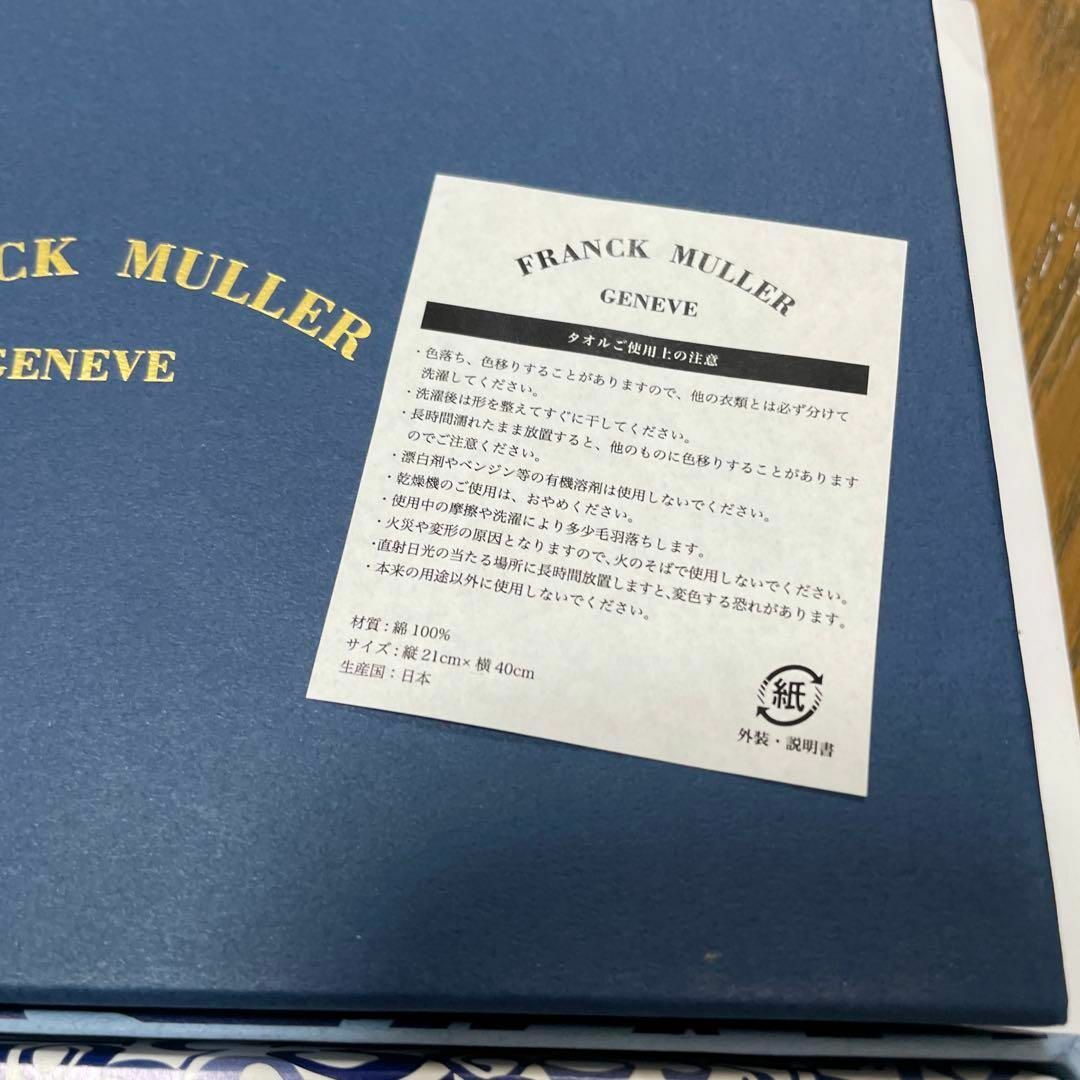 CK MULLER
GENEVE
FRANCK MULLER
GENEVE
タオルご使用上の注意
・色落ち、色移りすることがありますので、他の衣類とは必ず分けて
洗濯してください。
・洗濯後は形を整えてすぐに干してください。
・長時間濡れたまま放置すると、他のものに色移りすることがあります
のでご注意ください。
・漂白剤やベンジン等の有機溶剤は使用しないでください。
・乾燥機のご使用は、おやめください。
・使用中の摩擦や洗濯により多少毛羽落ちします。
・火災や変形の原因となりますので、火のそばで使用しないでください。
・直射日光の当たる場所に長時間放置しますと、変色する恐れがあります。
・本来の用途以外に使用しないでください。
材質：綿 100%
サイズ：縦 21cm× 横 40cm
生産国：日本
紙
外装・説明書